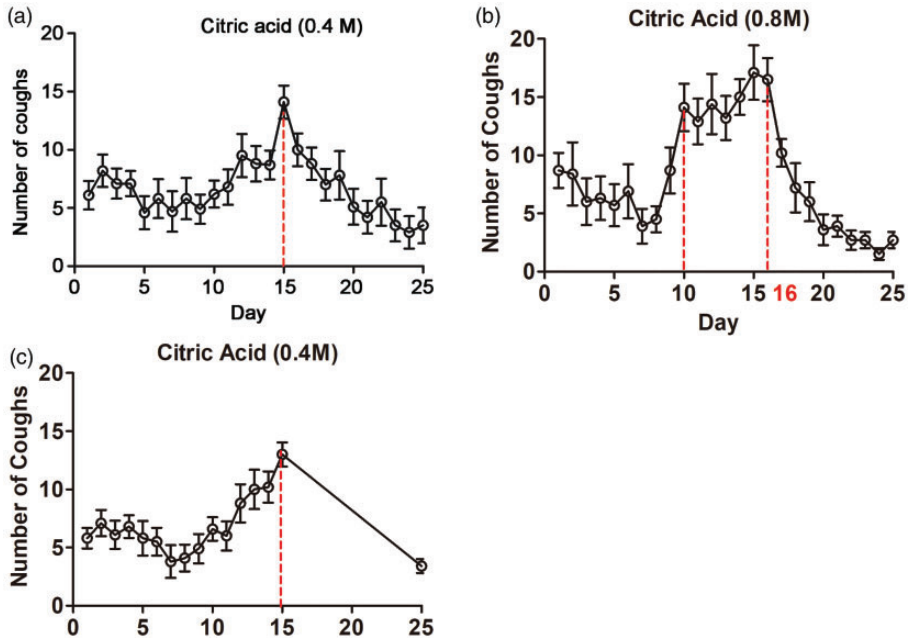 (a)
Citric acid (0.4 M)
Number of coughs
20
15
10
5
0
0 5 10 15 20 25
Day
(b)
Citric Acid (0.8M)
Number of Coughs
20
15
10
5
0
0 5 10 15 16 20 25
Day
(c)
Citric Acid (0.4M)
Number of Coughs
20
15
10
5
0
0 5 10 15 20 25